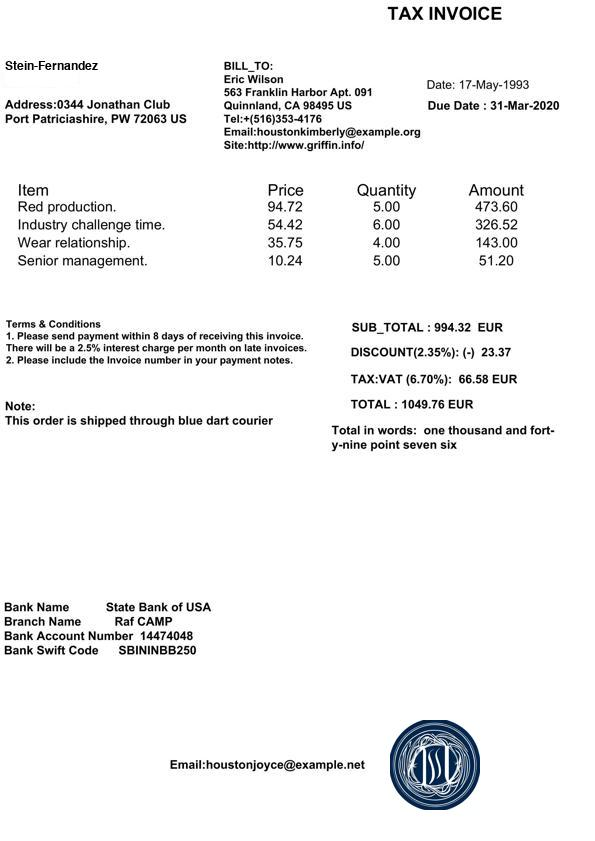 TAX INVOICE
Stein-Fernandez
Address:0344 Jonathan Club
Port Patriciashire, PW 72063 US
BILL_TO:
Eric Wilson
563 Franklin Harbor Apt. 091
Quinnland, CA 98495 US
Tel:+(516)353-4176
Email:houstonkimberly@example.org
Site:http://www.griffin.info/
Date: 17-May-1993
Due Date : 31-Mar-2020
Item Price Quantity Amount
Red production. 94.72 5.00 473.60
Industry challenge time. 54.42 6.00 326.52
Wear relationship. 35.75 4.00 143.00
Senior management. 10.24 5.00 51.20
Terms & Conditions
1. Please send payment within 8 days of receiving this invoice.
There will be a 2.5% interest charge per month on late invoices.
2. Please include the Invoice number in your payment notes.
Note:
This order is shipped through blue dart courier
SUB_TOTAL : 994.32 EUR
DISCOUNT(2.35%): (-) 23.37
TAX:VAT (6.70%): 66.58 EUR
TOTAL : 1049.76 EUR
Total in words: one thousand and fort-
y-nine point seven six
Bank Name State Bank of USA
Branch Name Raf CAMP
Bank Account Number 14474048
Bank Swift Code SBININBB250
Email:houstonjoyce@example.net